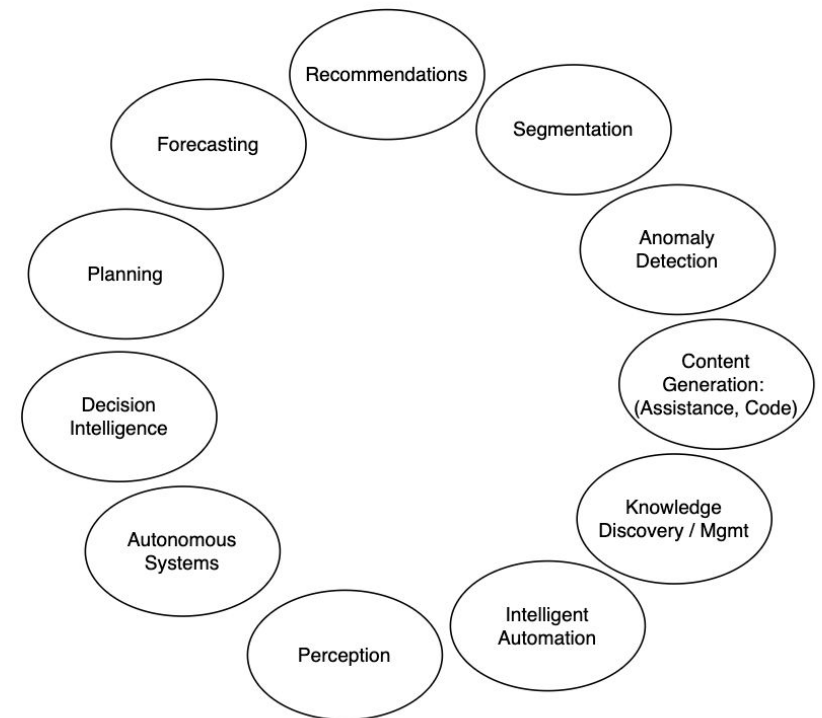 Recommendations
Segmentation
Anomaly
Detection
Content
Generation:
(Assistance, Code)
Knowledge
Discovery / Mgmt
Intelligent
Automation
Perception
Autonomous
Systems
Decision
Intelligence
Planning
Forecasting